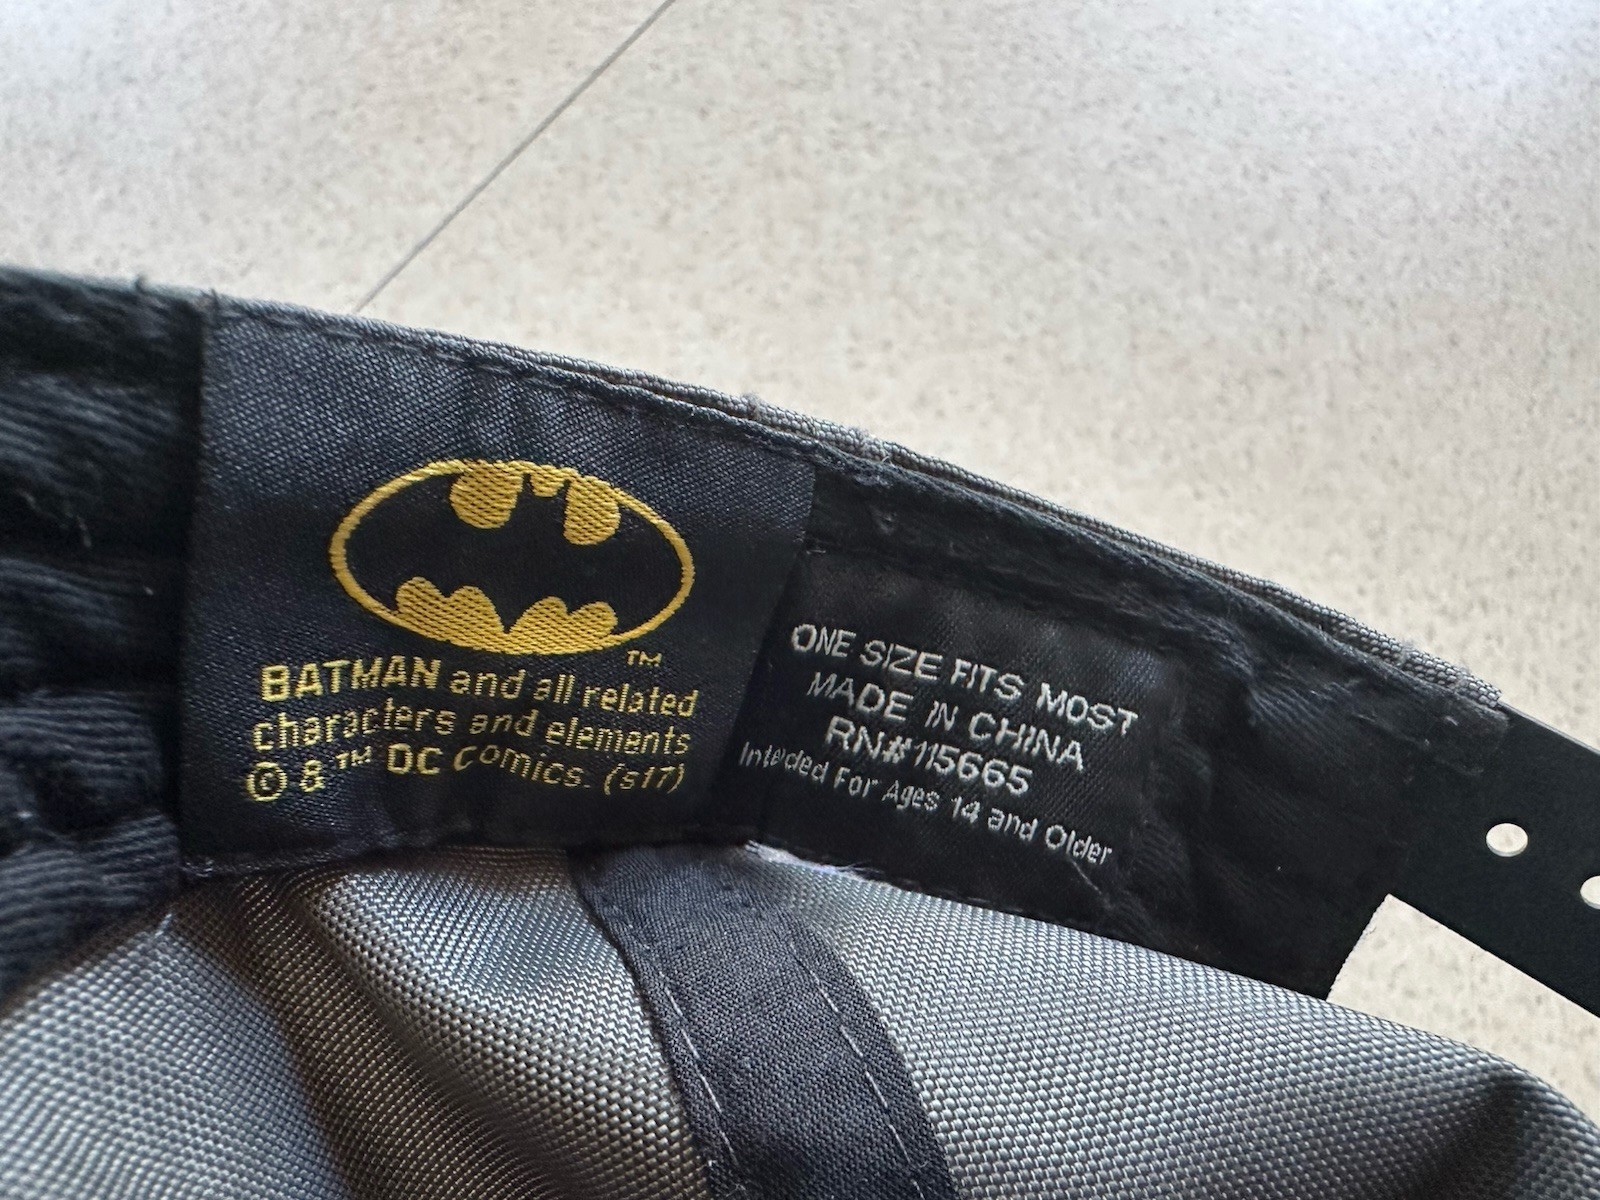 TM
BATMAN and all related
characters and elements
© & ™ DC Comics. (s17)
ONE SIZE FITS MOST
MADE IN CHINA
RN#115665
Intended For Ages 14 and Older